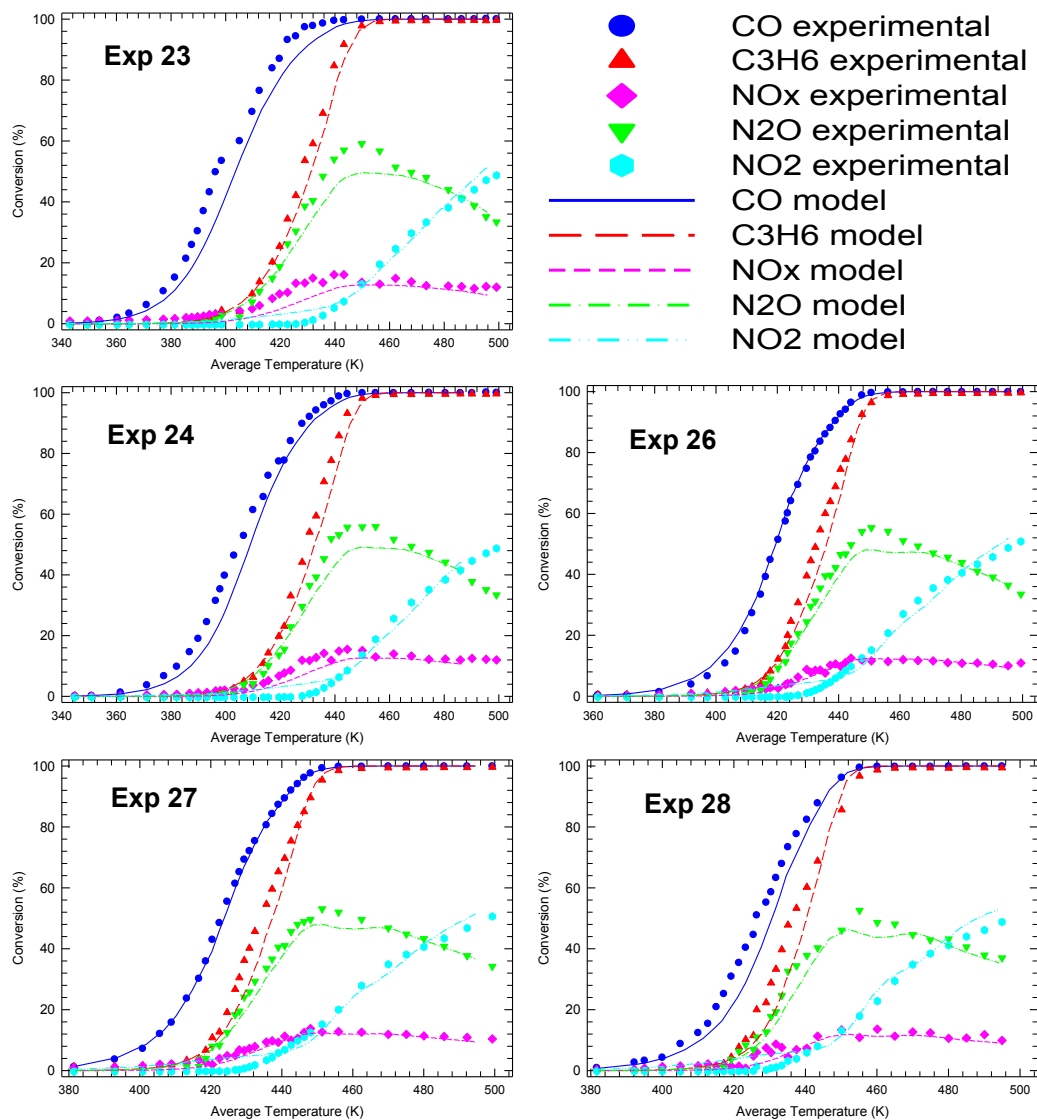 Exp 23
Conversion (%)
100
80
60
40
20
0
340 360 380 400 420 440 460 480 500
Average Temperature (K)
CO experimental
C3H6 experimental
NOx experimental
N2O experimental
NO2 experimental
CO model
C3H6 model
NOx model
N2O model
NO2 model
Exp 24
Conversion (%)
100
80
60
40
20
0
340 360 380 400 420 440 460 480 500
Average Temperature (K)
Exp 26
Conversion (%)
100
80
60
40
20
0
360 380 400 420 440 460 480 500
Average Temperature (K)
Exp 27
Conversion (%)
100
80
60
40
20
0
380 400 420 440 460 480 500
Average Temperature (K)
Exp 28
Conversion (%)
100
80
60
40
20
0
380 400 420 440 460 480 500
Average Temperature (K)